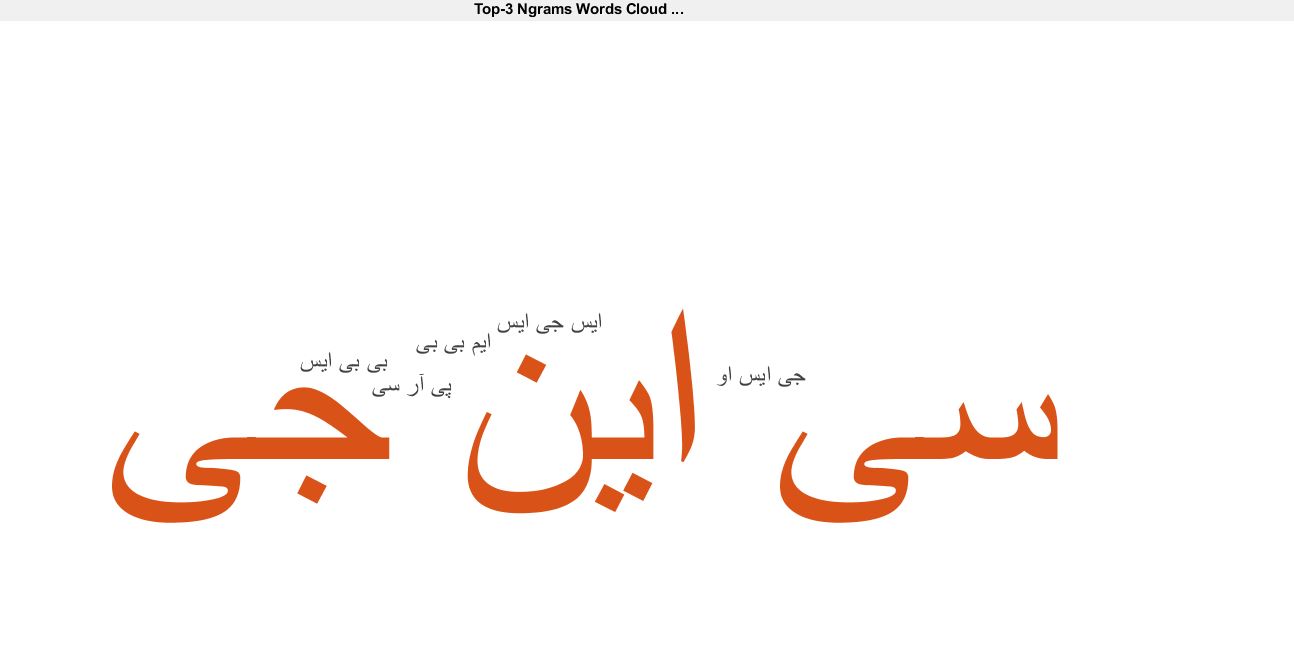 Top-3 Ngrams Words Cloud ...
ایس جی ایس
ایم بی بی
بی بی ایس
جی ایس او
پی آر سی
سی این جی